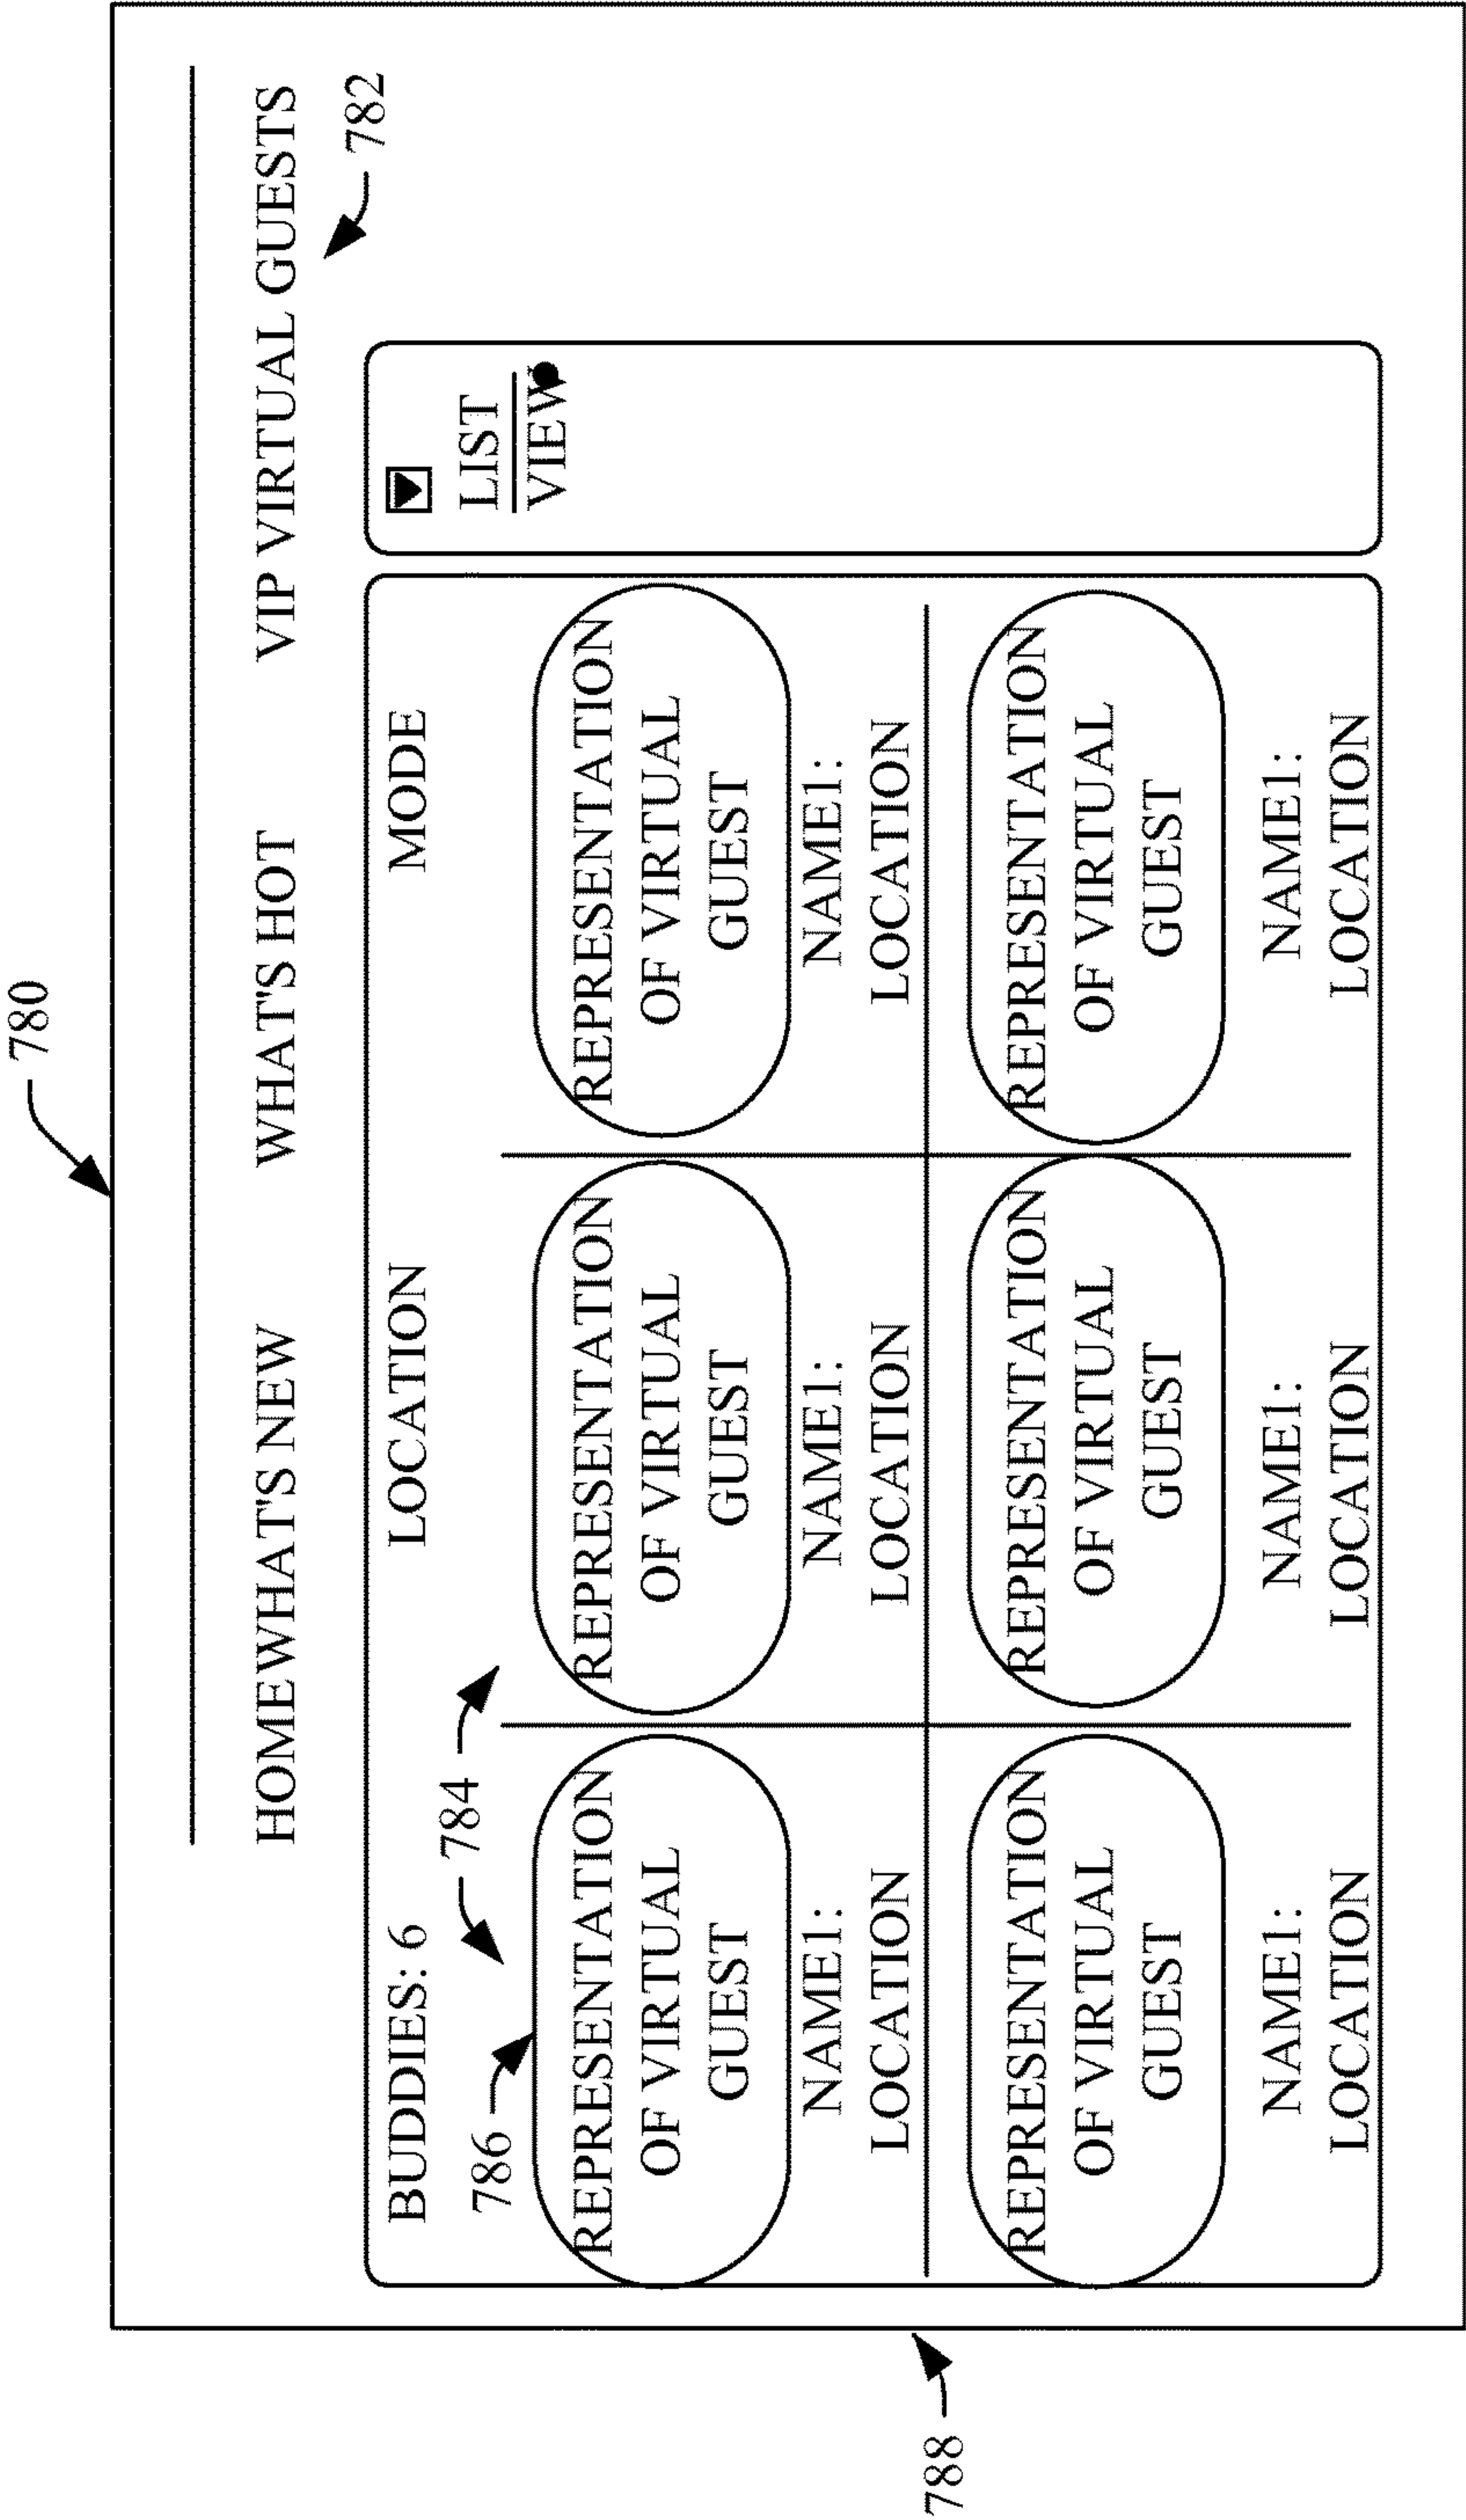 780
HOMEWHAT'S NEW WHAT'S HOT VIP VIRTUAL GUESTS
782
BUDDIES: 6 LOCATION MODE
LIST
VIEW
784
786
REPRESENTATION OF VIRTUAL GUEST
NAME1:
LOCATION
REPRESENTATION OF VIRTUAL GUEST
NAME1:
LOCATION
REPRESENTATION OF VIRTUAL GUEST
NAME1:
LOCATION
REPRESENTATION OF VIRTUAL GUEST
NAME1:
LOCATION
REPRESENTATION OF VIRTUAL GUEST
NAME1:
LOCATION
REPRESENTATION OF VIRTUAL GUEST
NAME1:
LOCATION
788